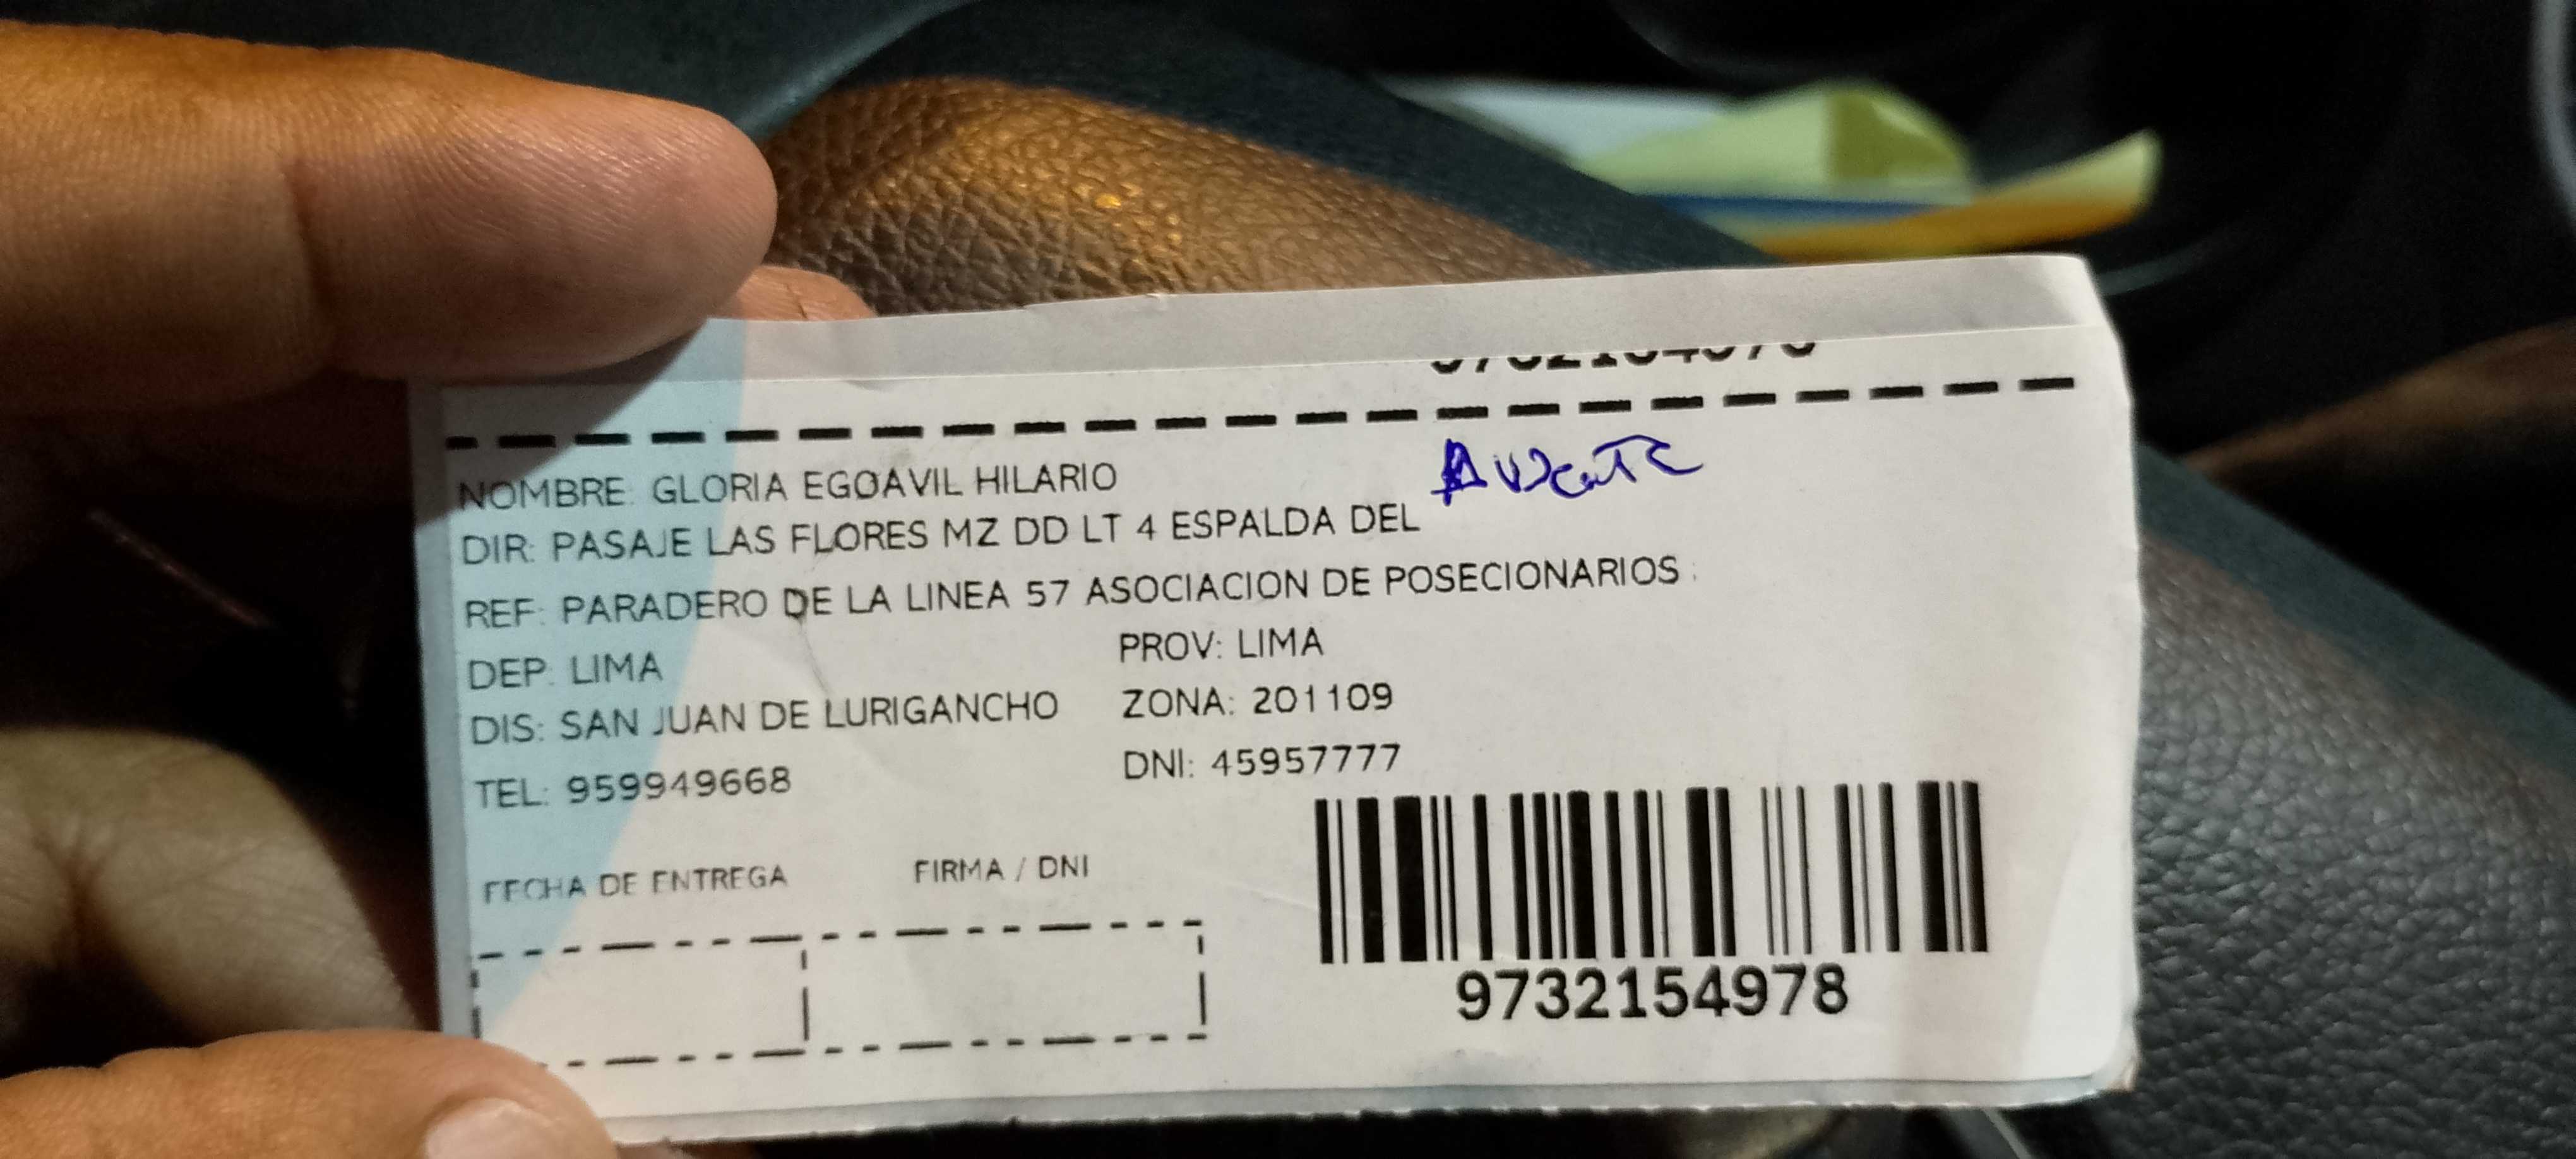 9732154978
Ausente
NOMBRE: GLORIA EGOAVIL HILARIO
DIR: PASAJE LAS FLORES MZ DD LT 4 ESPALDA DEL
REF: PARADERO DE LA LINEA 57 ASOCIACION DE POSECIONARIOS :
DEP: LIMA PROV: LIMA
DIS: SAN JUAN DE LURIGANCHO ZONA: 201109
TEL: 959949668 DNI: 45957777
FECHA DE ENTREGA FIRMA / DNI
9732154978